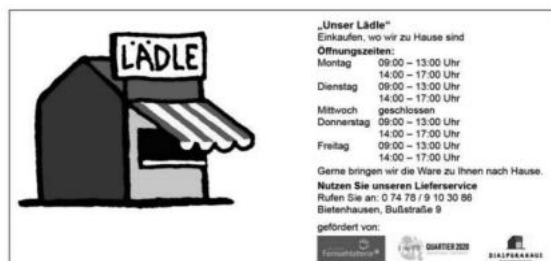 LÄDLE
„Unser Lädle“
Einkaufen, wo wir zu Hause sind
Öffnungszeiten:
Montag 09:00 – 13:00 Uhr
14:00 – 17:00 Uhr
Dienstag 09:00 – 13:00 Uhr
14:00 – 17:00 Uhr
Mittwoch geschlossen
Donnerstag 09:00 – 13:00 Uhr
14:00 – 17:00 Uhr
Freitag 09:00 – 13:00 Uhr
14:00 – 17:00 Uhr
Gerne bringen wir die Ware zu Ihnen nach Hause.
Nutzen Sie unseren Lieferservice
Rufen Sie an: 0 74 78 / 9 10 30 86
Bietenhausen, Bußstraße 9
gefördert von:
Fernsehlotterie
QUARTIER 2020
DIASPORAHAUS